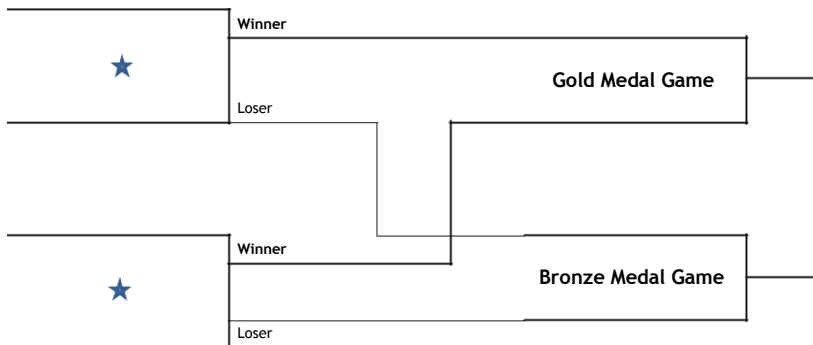 Winner
Gold Medal Game
Loser
Winner
Bronze Medal Game
Loser